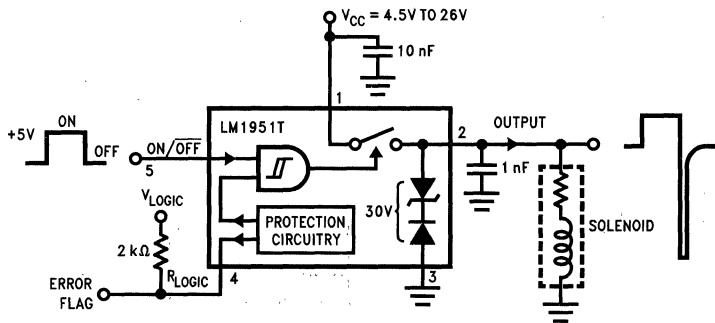 V_CC = 4.5V TO 26V
10 nF
1
LM1951T
ON
+5V
OFF
ON/O̅F̅F̅
5
2
OUTPUT
1 nF
30V
SOLENOID
V_LOGIC
PROTECTION
CIRCUITRY
2 kΩ
R_LOGIC
4
3
ERROR
FLAG